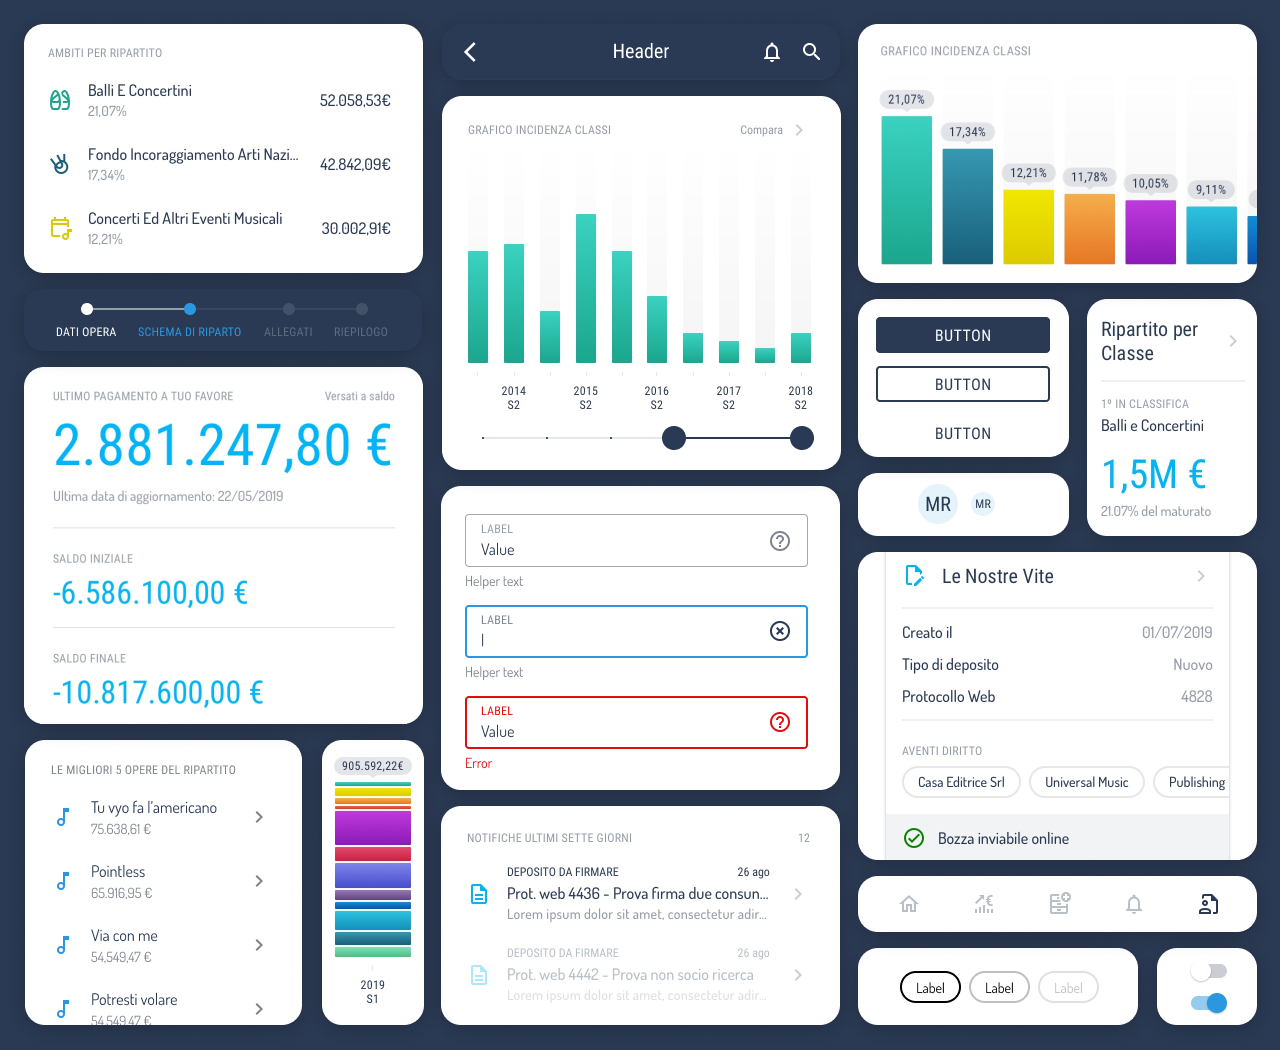 AMBITI PER RIPARTITO
Balli E Concertini
21,07%
52.058,53€
Fondo Incoraggiamento Arti Nazi...
17,34%
42.842,09€
Concerti Ed Altri Eventi Musicali
12,21%
30.002,91€
DATI OPERA
SCHEMA DI RIPARTO
ALLEGATI
RIEPILOGO
ULTIMO PAGAMENTO A TUO FAVORE
Versati a saldo
2.881.247,80 €
Ultima data di aggiornamento: 22/05/2019
SALDO INIZIALE
-6.586.100,00 €
SALDO FINALE
-10.817.600,00 €
LE MIGLIORI 5 OPERE DEL RIPARTITO
Tu vyo fa l'americano
75.638,61 €
Pointless
65.916,95 €
Via con me
54.549,47 €
Potresti volare
54.549,47 €
905.592,22€
2019
S1
Header
GRAFICO INCIDENZA CLASSI
Compara
2014
S2
2015
S2
2016
S2
2017
S2
2018
S2
LABEL
Value
Helper text
LABEL
Helper text
LABEL
Value
Error
NOTIFICHE ULTIMI SETTE GIORNI
12
DEPOSITO DA FIRMARE
26 ago
Prot. web 4436 - Prova firma due consun...
Lorem ipsum dolor sit amet, consectetur adir...
DEPOSITO DA FIRMARE
26 ago
Prot. web 4442 - Prova non socio ricerca
Lorem ipsum dolor sit amet, consectetur adir...
GRAFICO INCIDENZA CLASSI
21,07%
17,34%
12,21%
11,78%
10,05%
9,11%
BUTTON
BUTTON
BUTTON
MR
MR
Ripartito per
Classe
1º IN CLASSIFICA
Balli e Concertini
1,5M €
21.07% del maturato
Le Nostre Vite
Creato il
01/07/2019
Tipo di deposito
Nuovo
Protocollo Web
4828
AVENTI DIRITTO
Casa Editrice Srl
Universal Music
Publishing
Bozza inviabile online
Label
Label
Label